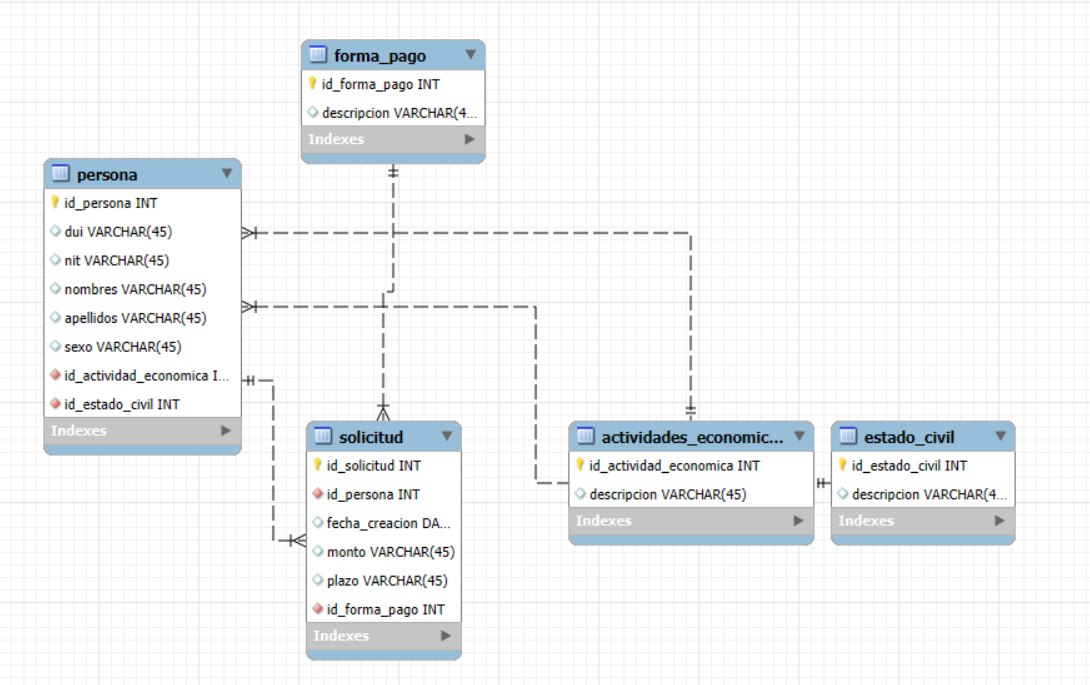 forma_pago
id_forma_pago INT
descripcion VARCHAR(4...
Indexes
persona
id_persona INT
dui VARCHAR(45)
nit VARCHAR(45)
nombres VARCHAR(45)
apellidos VARCHAR(45)
sexo VARCHAR(45)
id_actividad_economica I...
id_estado_civil INT
Indexes
solicitud
id_solicitud INT
id_persona INT
fecha_creacion DA...
monto VARCHAR(45)
plazo VARCHAR(45)
id_forma_pago INT
Indexes
actividades_economic...
id_actividad_economica INT
descripcion VARCHAR(45)
Indexes
estado_civil
id_estado_civil INT
descripcion VARCHAR(4...
Indexes